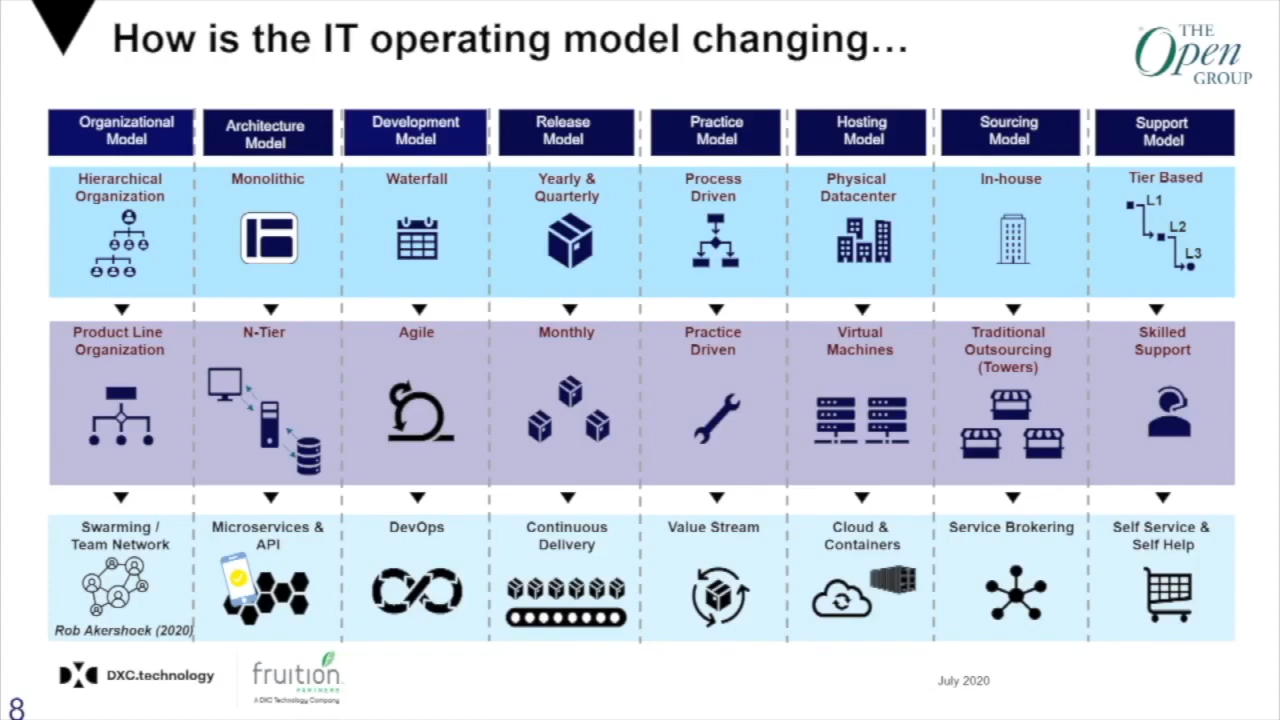 How is the IT operating model changing…
THE
Open
GROUP
Organizational
Model
Architecture
Model
Development
Model
Release
Model
Practice
Model
Hosting
Model
Sourcing
Model
Support
Model
Hierarchical
Organization
Monolithic
Waterfall
Yearly &
Quarterly
Process
Driven
Physical
Datacenter
In-house
Tier Based
L1
L2
L3
Product Line
Organization
N-Tier
Agile
Monthly
Practice
Driven
Virtual
Machines
Traditional
Outsourcing
(Towers)
Skilled
Support
Swarming /
Team Network
Microservices &
API
DevOps
Continuous
Delivery
Value Stream
Cloud &
Containers
Service Brokering
Self Service &
Self Help
Rob Akershoek (2020)
DXC.technology
fruition
PARTNERS
A DXC Technology Company
July 2020
8